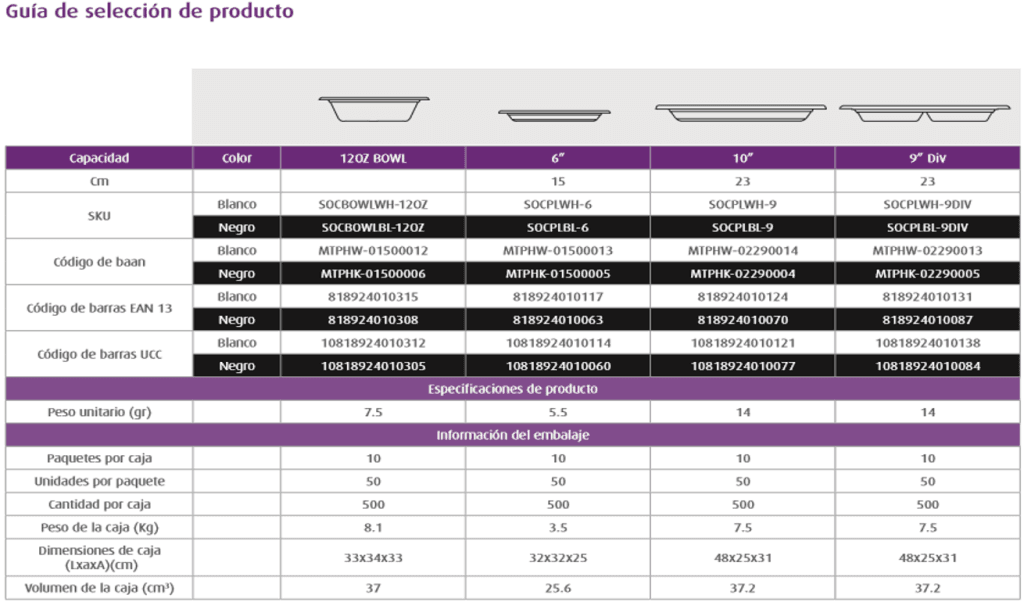 Guía de selección de producto
Capacidad Color 12OZ BOWL 6” 10” 9” Div
Cm 15 23 23
SKU
Blanco SOCBOWLWH-12OZ SOCPLWH-6 SOCPLWH-9 SOCPLWH-9DIV
Negro SOCBOWLBL-12OZ SOCPLBL-6 SOCPLBL-9 SOCPLBL-9DIV
Código de baan
Blanco MTPHW-01500012 MTPHW-01500013 MTPHW-02290014 MTPHW-02290013
Negro MTPHK-01500006 MTPHK-01500005 MTPHK-02290004 MTPHK-02290005
Código de barras EAN 13
Blanco 818924010315 818924010117 818924010124 818924010131
Negro 818924010308 818924010063 818924010070 818924010087
Código de barras UCC
Blanco 10818924010312 10818924010114 10818924010121 10818924010138
Negro 10818924010305 10818924010060 10818924010077 10818924010084
Especificaciones de producto
Peso unitario (gr) 7.5 5.5 14 14
Información del embalaje
Paquetes por caja 10 10 10 10
Unidades por paquete 50 50 50 50
Cantidad por caja 500 500 500 500
Peso de la caja (Kg) 8.1 3.5 7.5 7.5
Dimensiones de caja
(LxaxA)(cm) 33x34x33 32x32x25 48x25x31 48x25x31
Volumen de la caja (cm³) 37 25.6 37.2 37.2